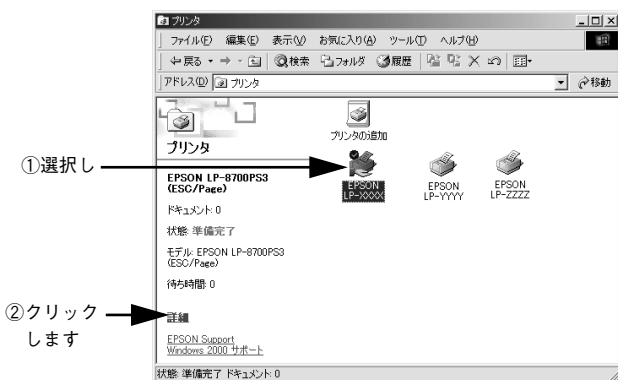 プリンタ
ファイル(F) 編集(E) 表示(V) お気に入り(A) ツール(T) ヘルプ(H)
戻る 検索 フォルダ 履歴
アドレス(D) プリンタ 移動
プリンタ
プリンタの追加
①選択し
EPSON LP-8700PS3
(ESC/Page)
EPSON
LP-XXXX
EPSON
LP-YYYY
EPSON
LP-ZZZZ
ドキュメント: 0
状態: 準備完了
モデル: EPSON LP-8700PS3
(ESC/Page)
待ち時間: 0
②クリック
します
詳細
EPSON Support
Windows 2000 サポート
状態: 準備完了 ドキュメント: 0